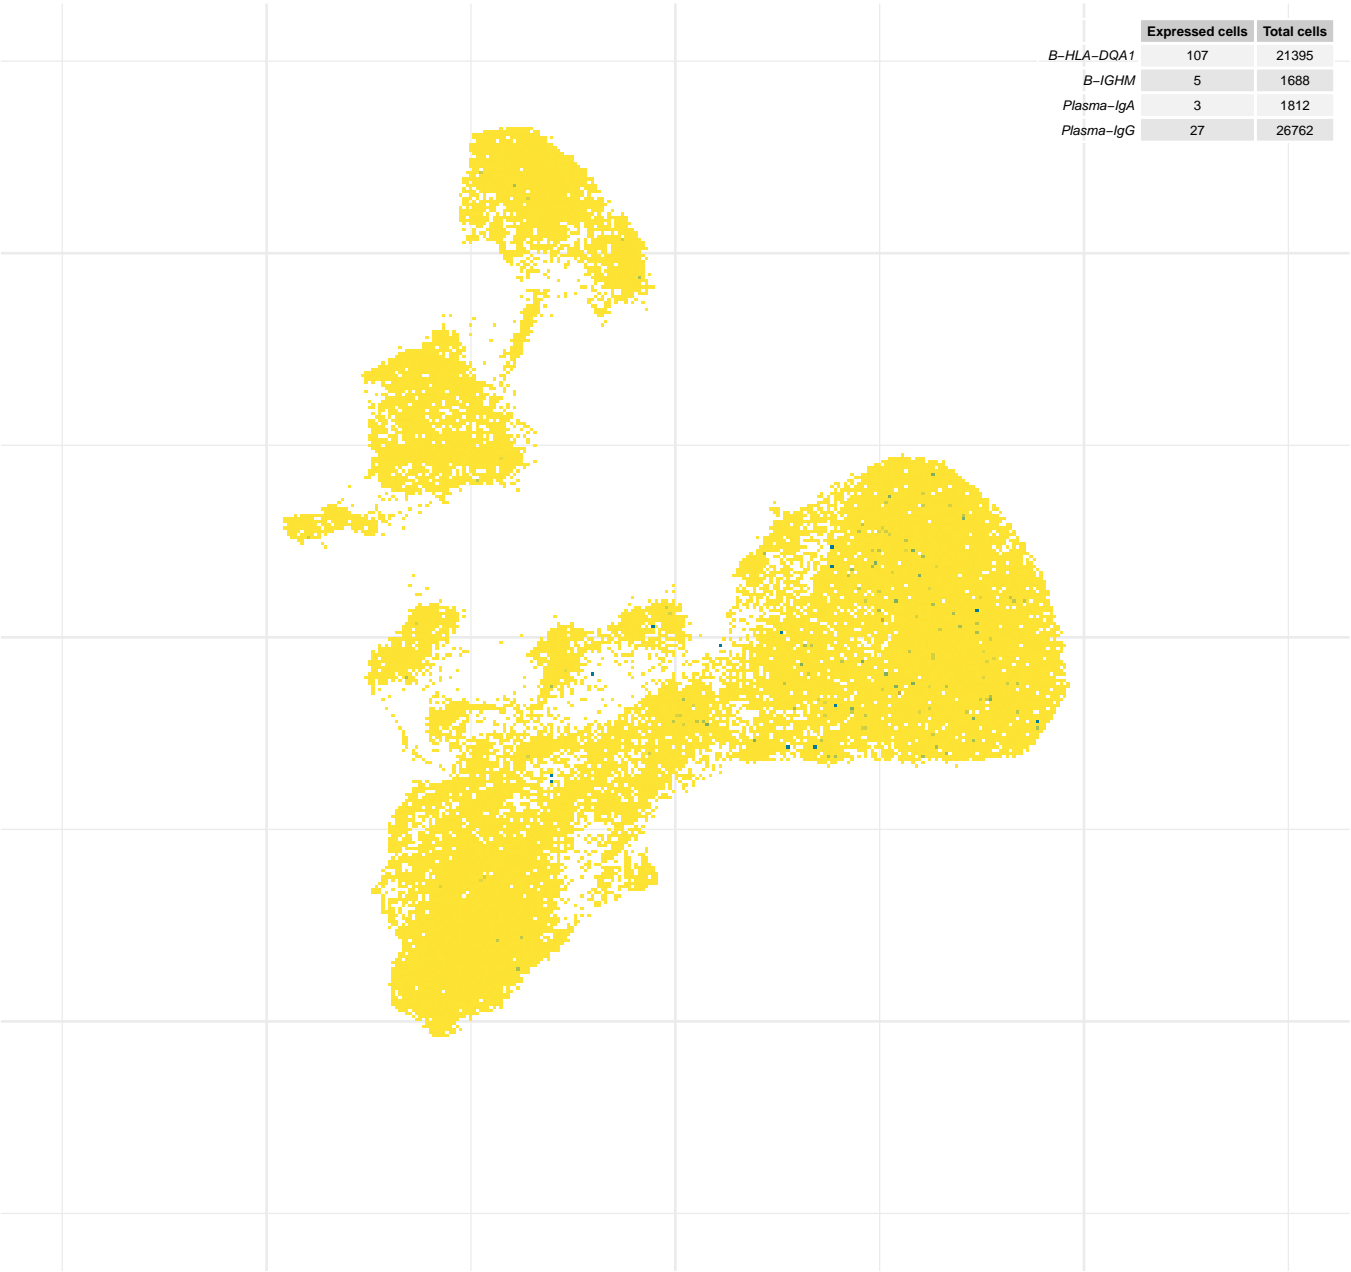 Expressed cells Total cells
B−HLA−DQA1 107 21395
B−IGHM 5 1688
Plasma−IgA 3 1812
Plasma−IgG 27 26762